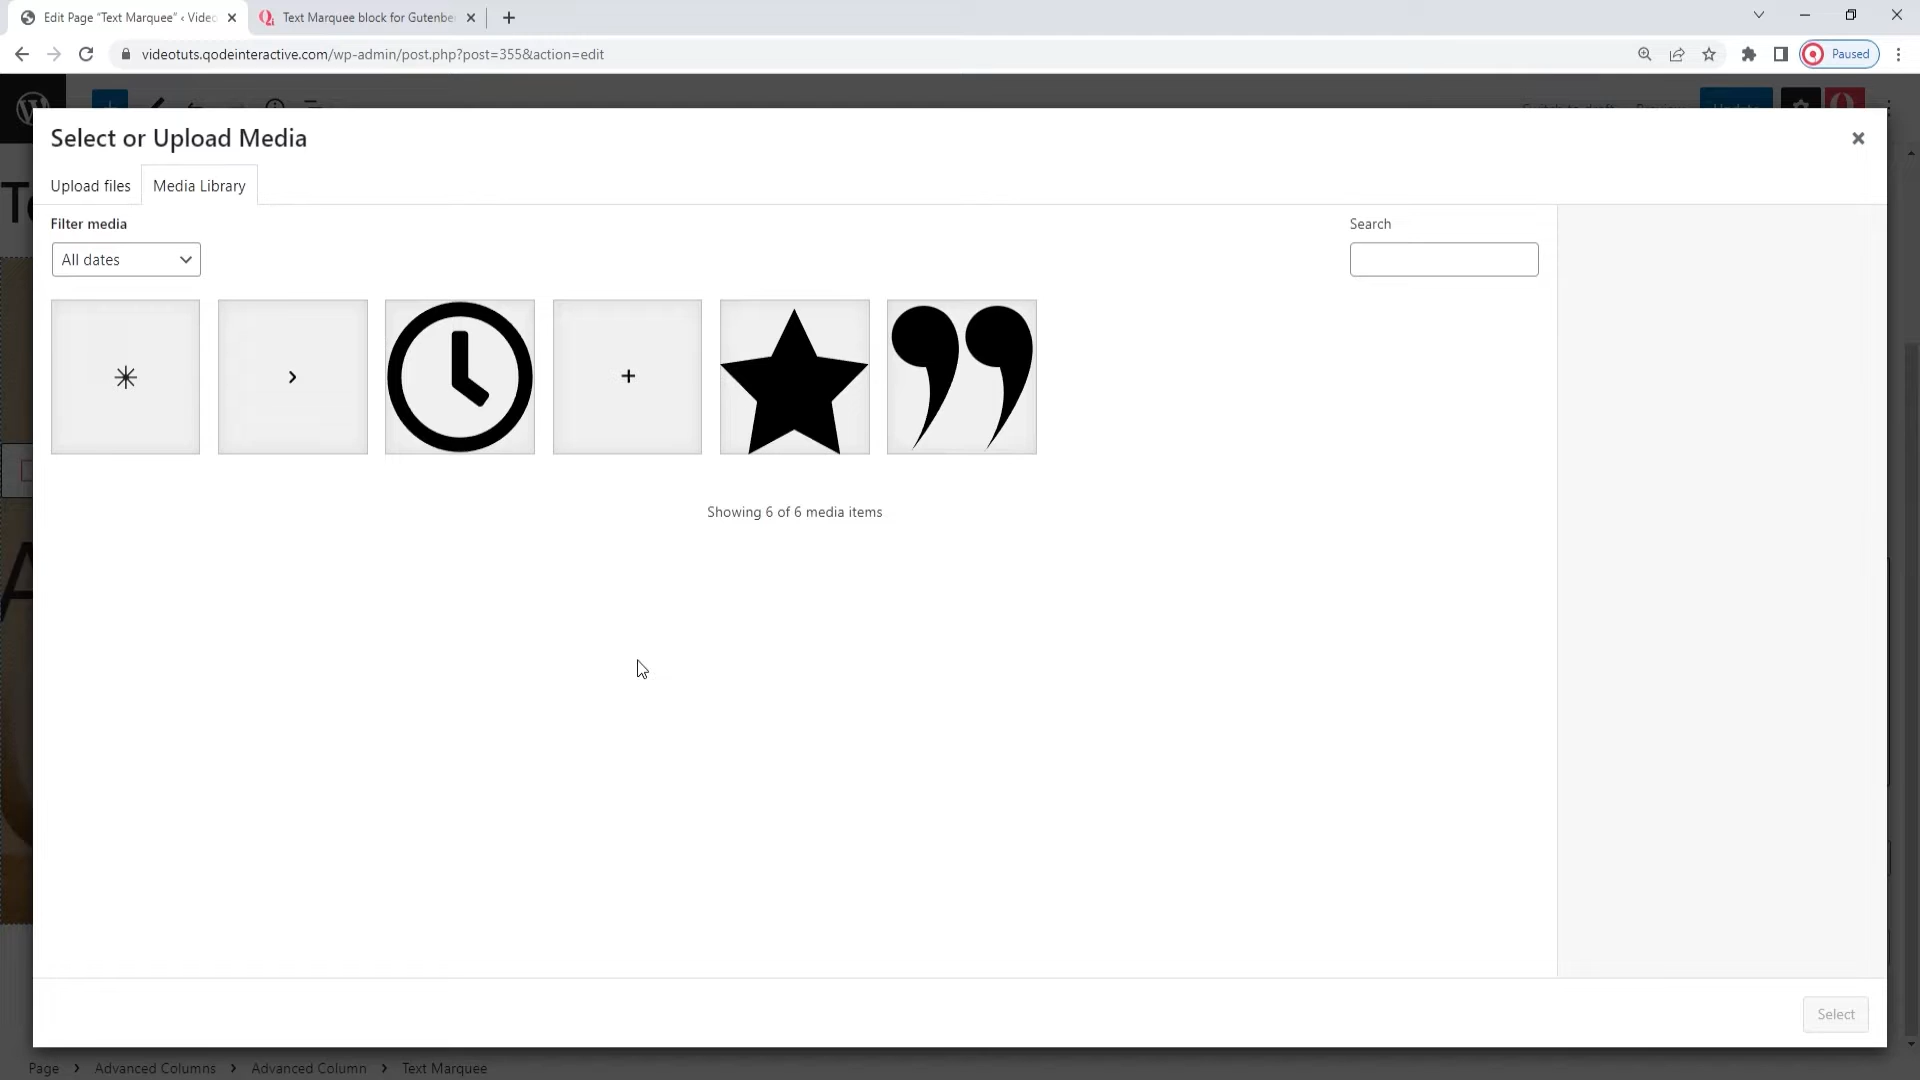 Edit Page “Text Marquee” ‹ Video
Text Marquee block for Gutenbe
videotuts.qodeinteractive.com/wp-admin/post.php?post=355&action=edit
Paused
Select or Upload Media
Upload files
Media Library
Filter media
Search
All dates
Showing 6 of 6 media items
Select
Page > Advanced Columns > Advanced Column > Text Marquee